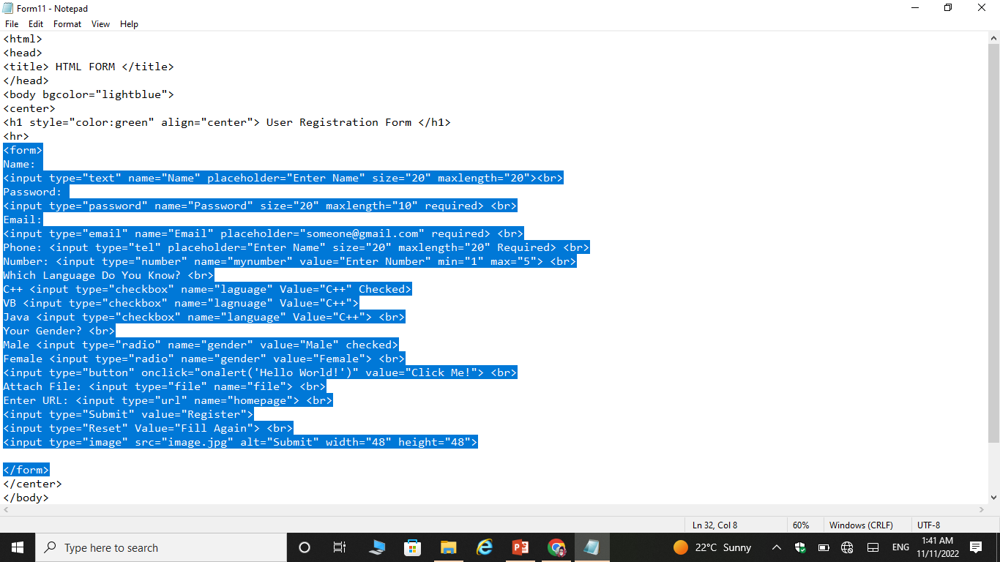 Form11 - Notepad
File Edit Format View Help
<html>
<head>
<title> HTML FORM </title>
</head>
<body bgcolor="lightblue">
<center>
<h1 style="color:green" align="center"> User Registration Form </h1>
<hr>
<form>
Name:
<input type="text" name="Name" placeholder="Enter Name" size="20" maxlength="20"><br>
Password:
<input type="password" name="Password" size="20" maxlength="10" required> <br>
Email:
<input type="email" name="Email" placeholder="someone@gmail.com" required> <br>
Phone: <input type="tel" placeholder="Enter Name" size="20" maxlength="20" Required> <br>
Number: <input type="number" name="mynumber" value="Enter Number" min="1" max="5"> <br>
Which Language Do You Know? <br>
C++ <input type="checkbox" name="laguage" Value="C++" Checked>
VB <input type="checkbox" name="lagnuage" Value="C++">
Java <input type="checkbox" name="language" Value="C++"> <br>
Your Gender? <br>
Male <input type="radio" name="gender" value="Male" checked>
Female <input type="radio" name="gender" value="Female"> <br>
<input type="button" onclick="onalert('Hello World!')" value="Click Me!"> <br>
Attach File: <input type="file" name="file"> <br>
Enter URL: <input type="url" name="homepage"> <br>
<input type="Submit" value="Register">
<input type="Reset" Value="Fill Again"> <br>
<input type="image" src="image.jpg" alt="Submit" width="48" height="48">
</form>
</center>
</body>
Ln 32, Col 8 60% Windows (CRLF) UTF-8
Type here to search 22°C Sunny ENG 1:41 AM
11/11/2022